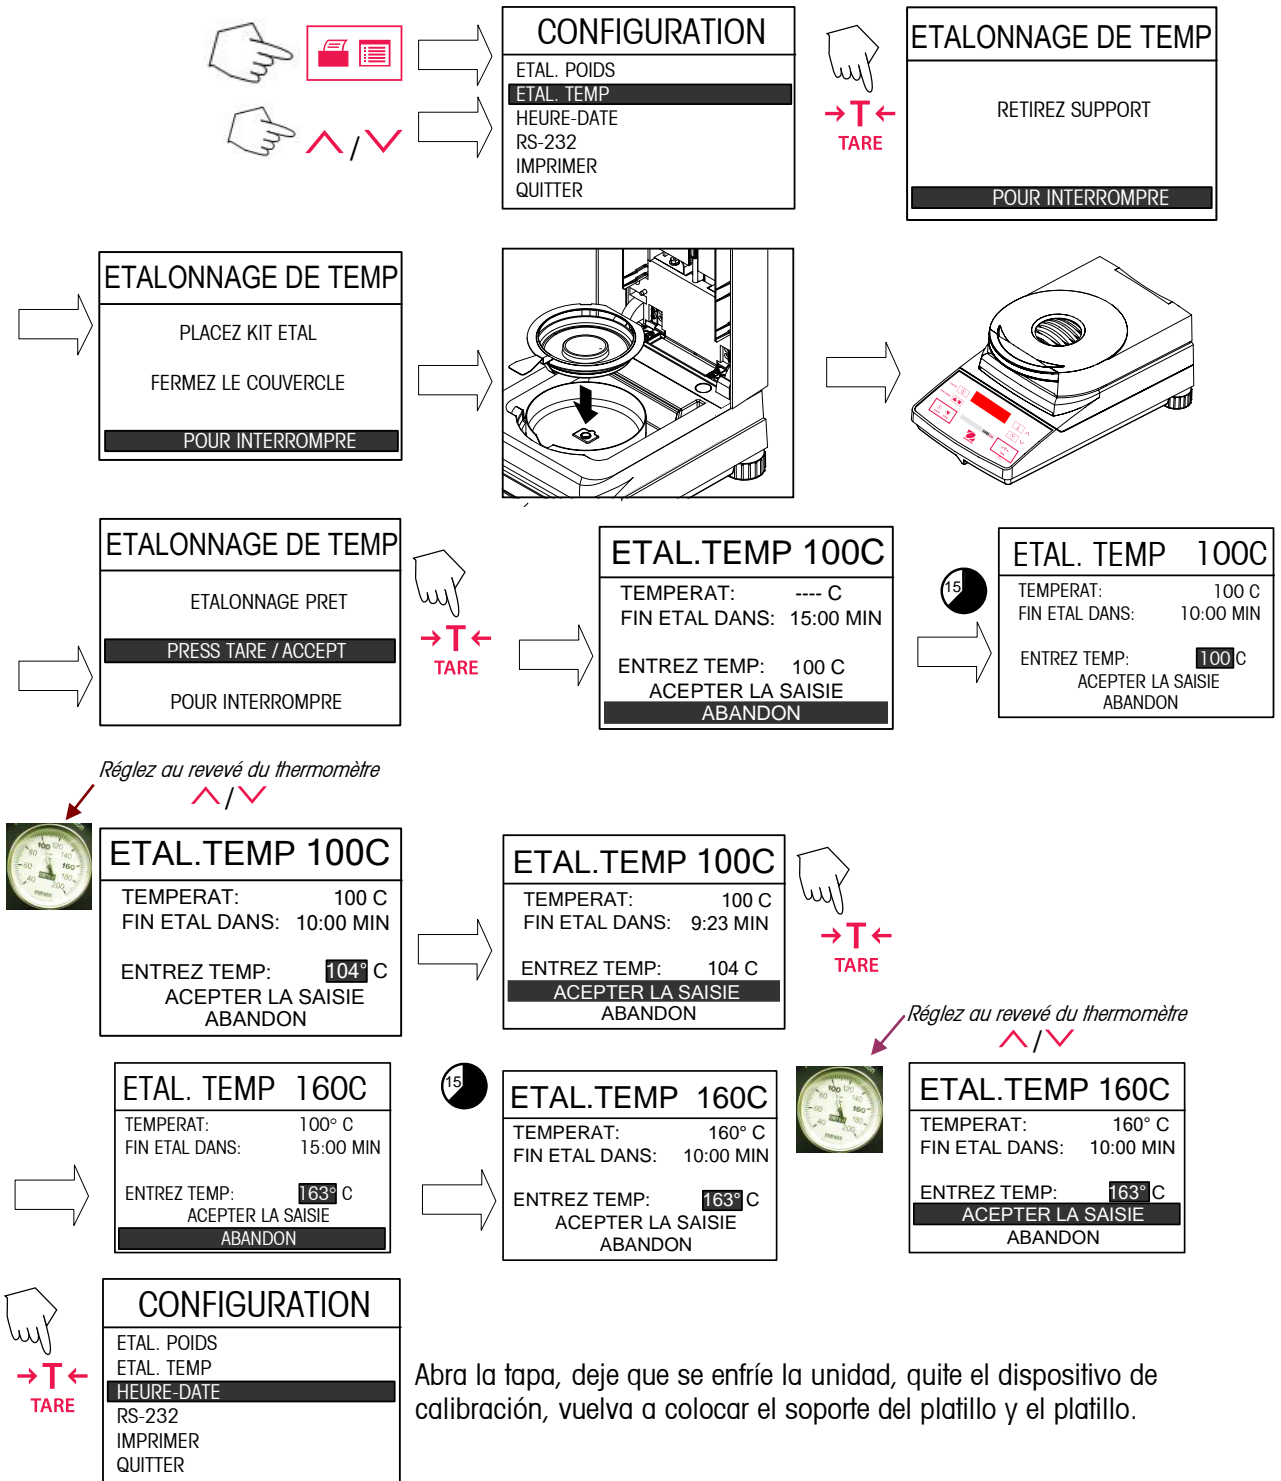 CONFIGURATION
ETAL. POIDS
ETAL. TEMP
HEURE-DATE
RS-232
IMPRIMER
QUITTER
→T←
TARE
ETALONNAGE DE TEMP
RETIREZ SUPPORT
POUR INTERROMPRE
ETALONNAGE DE TEMP
PLACEZ KIT ETAL
FERMEZ LE COUVERCLE
POUR INTERROMPRE
ETALONNAGE DE TEMP
ETALONNAGE PRET
PRESS TARE / ACCEPT
POUR INTERROMPRE
→T←
TARE
ETAL.TEMP 100C
TEMPERAT: ---- C
FIN ETAL DANS: 15:00 MIN
ENTREZ TEMP: 100 C
ACEPTER LA SAISIE
ABANDON
15
ETAL. TEMP 100C
TEMPERAT: 100 C
FIN ETAL DANS: 10:00 MIN
ENTREZ TEMP: 100 C
ACEPTER LA SAISIE
ABANDON
Réglez au revevé du thermomètre
/
ETAL.TEMP 100C
TEMPERAT: 100 C
FIN ETAL DANS: 10:00 MIN
ENTREZ TEMP: 104° C
ACEPTER LA SAISIE
ABANDON
ETAL.TEMP 100C
TEMPERAT: 100 C
FIN ETAL DANS: 9:23 MIN
ENTREZ TEMP: 104 C
ACEPTER LA SAISIE
ABANDON
→T←
TARE
ETAL. TEMP 160C
TEMPERAT: 100° C
FIN ETAL DANS: 15:00 MIN
ENTREZ TEMP: 163° C
ACEPTER LA SAISIE
ABANDON
15
ETAL.TEMP 160C
TEMPERAT: 160° C
FIN ETAL DANS: 10:00 MIN
ENTREZ TEMP: 163° C
ACEPTER LA SAISIE
ABANDON
Réglez au revevé du thermomètre
/
ETAL.TEMP 160C
TEMPERAT: 160° C
FIN ETAL DANS: 10:00 MIN
ENTREZ TEMP: 163° C
ACEPTER LA SAISIE
ABANDON
→T←
TARE
CONFIGURATION
ETAL. POIDS
ETAL. TEMP
HEURE-DATE
RS-232
IMPRIMER
QUITTER
Abra la tapa, deje que se enfríe la unidad, quite el dispositivo de
calibración, vuelva a colocar el soporte del platillo y el platillo.